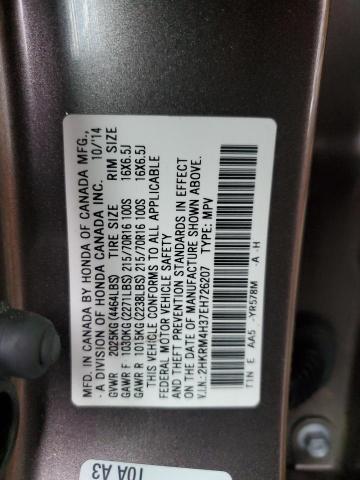 MFD. IN CANADA BY HONDA OF CANADA MFG.,
- A DIVISION OF HONDA CANADA INC. 10/'14
GVWR 2025KG(4464LBS) TIRE SIZE RIM SIZE
GAWR F 1030KG(2271LBS) 215/70R16 100S 16X6.5J
GAWR R 1015KG(2238LBS) 215/70R16 100S 16X6.5J
THIS VEHICLE CONFORMS TO ALL APPLICABLE
FEDERAL MOTOR VEHICLE SAFETY STANDARDS IN EFFECT
ON THE DATE OF MANUFACTURE SHOWN ABOVE.
V.I.N.:2HKRM4H37EH726207 TYPE: MPV
T1N E AA5 -YR578M -A -H
10A A3